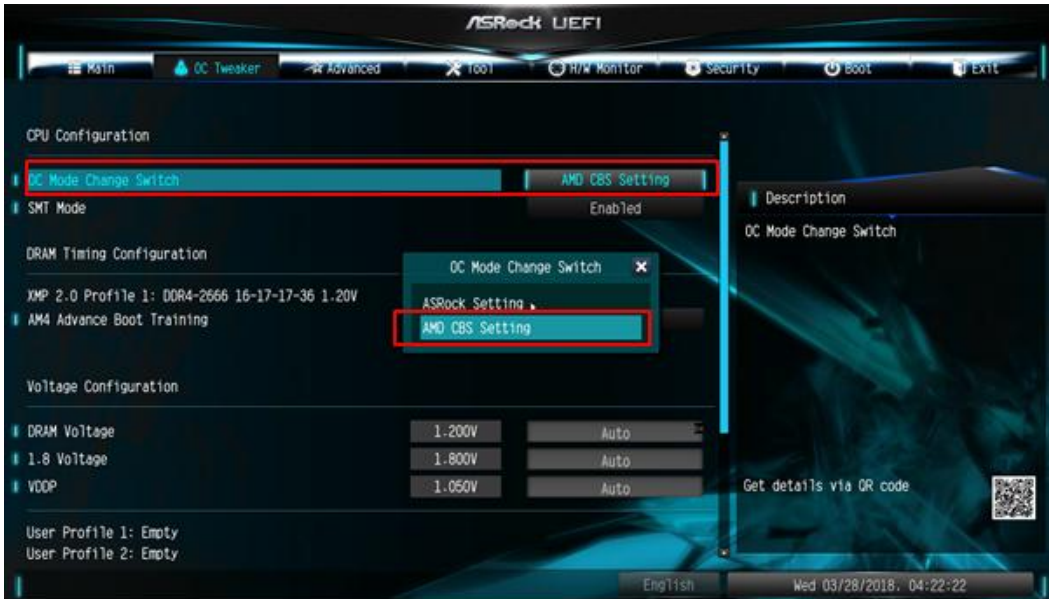 ASRock UEFI
Main OC Tweaker Advanced Tool H/W Monitor Security Boot Exit
CPU Configuration
OC Mode Change Switch AMD CBS Setting
SMT Mode Enabled
DRAM Timing Configuration
XMP 2.0 Profile 1: DDR4-2666 16-17-17-36 1.20V
AM4 Advance Boot Training
OC Mode Change Switch
ASRock Setting
AMD CBS Setting
Voltage Configuration
DRAM Voltage 1.200V Auto
1.8 Voltage 1.800V Auto
VDDP 1.050V Auto
User Profile 1: Empty
User Profile 2: Empty
Description
OC Mode Change Switch
Get details via QR code
English Wed 03/28/2018. 04:22:22